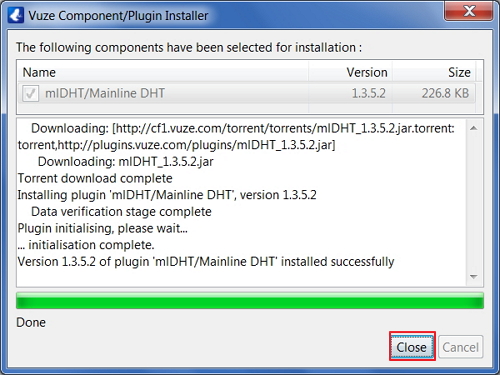 Vuze Component/Plugin Installer
The following components have been selected for installation :
Name Version Size
mlDHT/Mainline DHT 1.3.5.2 226.8 KB
Downloading: [http://cf1.vuze.com/torrent/torrents/mlDHT_1.3.5.2.jar.torrent:
torrent,http://plugins.vuze.com/plugins/mlDHT_1.3.5.2.jar]
Downloading: mlDHT_1.3.5.2.jar
Torrent download complete
Installing plugin 'mlDHT/Mainline DHT', version 1.3.5.2
Data verification stage complete
Plugin initialising, please wait...
... initialisation complete.
Version 1.3.5.2 of plugin 'mlDHT/Mainline DHT' installed successfully
Done
Close Cancel